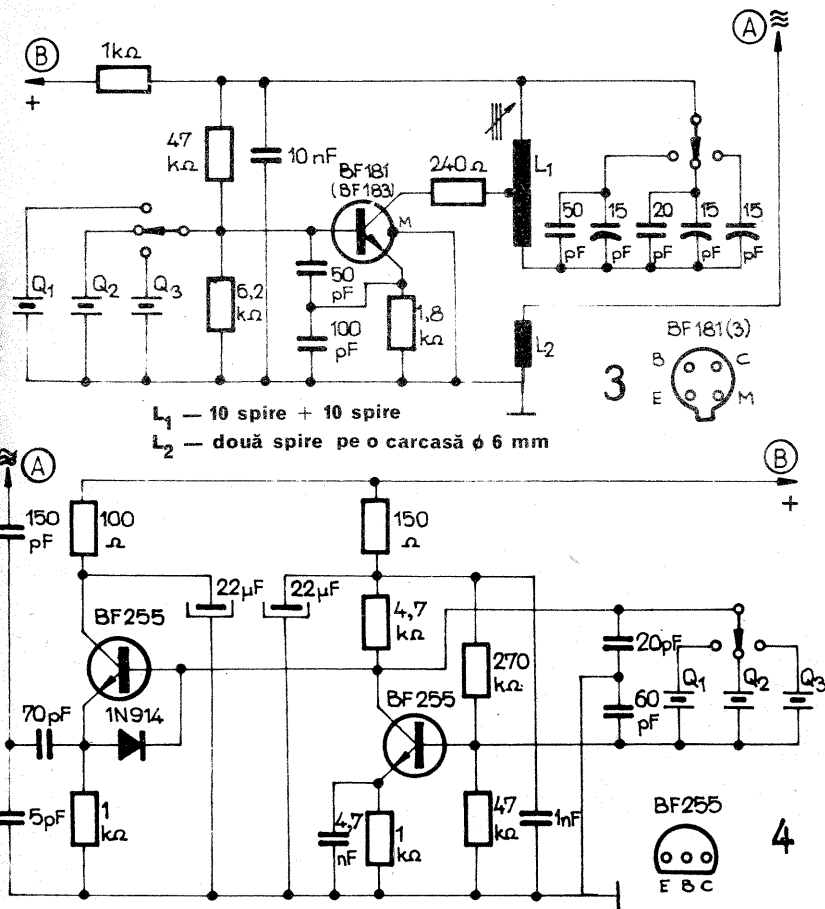 B
+
1kΩ
A
≋
47
kΩ
10 nF
BF181
(BF183)
M
240 Ω
L₁
50
pF
15
pF
20
pF
15
pF
15
pF
Q₁
Q₂
Q₃
6,2
kΩ
50
pF
100
pF
1,8
kΩ
L₂
3
BF 181(3)
B
C
E
M
L₁ — 10 spire + 10 spire
L₂ — două spire pe o carcasă ϕ 6 mm
≋
A
B
+
150
pF
100
Ω
150
Ω
22μF
22μF
BF255
4,7
kΩ
270
kΩ
20pF
60
pF
Q₁
Q₂
Q₃
BF255
70pF
1N914
5pF
1
kΩ
4,7
nF
1
kΩ
47
kΩ
1nF
BF255
E B C
4